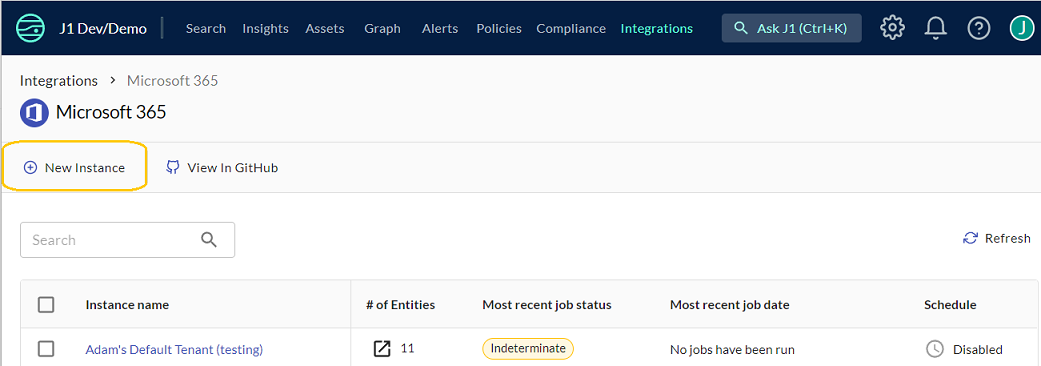 J1 Dev/Demo Search Insights Assets Graph Alerts Policies Compliance Integrations Ask J1 (Ctrl+K) J
Integrations > Microsoft 365
Microsoft 365
New Instance View In GitHub
Search Refresh
Instance name # of Entities Most recent job status Most recent job date Schedule
Adam's Default Tenant (testing) 11 Indeterminate No jobs have been run Disabled